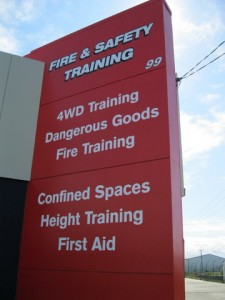 FIRE & SAFETY
TRAINING
99
4WD Training
Dangerous Goods
Fire Training
Confined Spaces
Height Training
First Aid